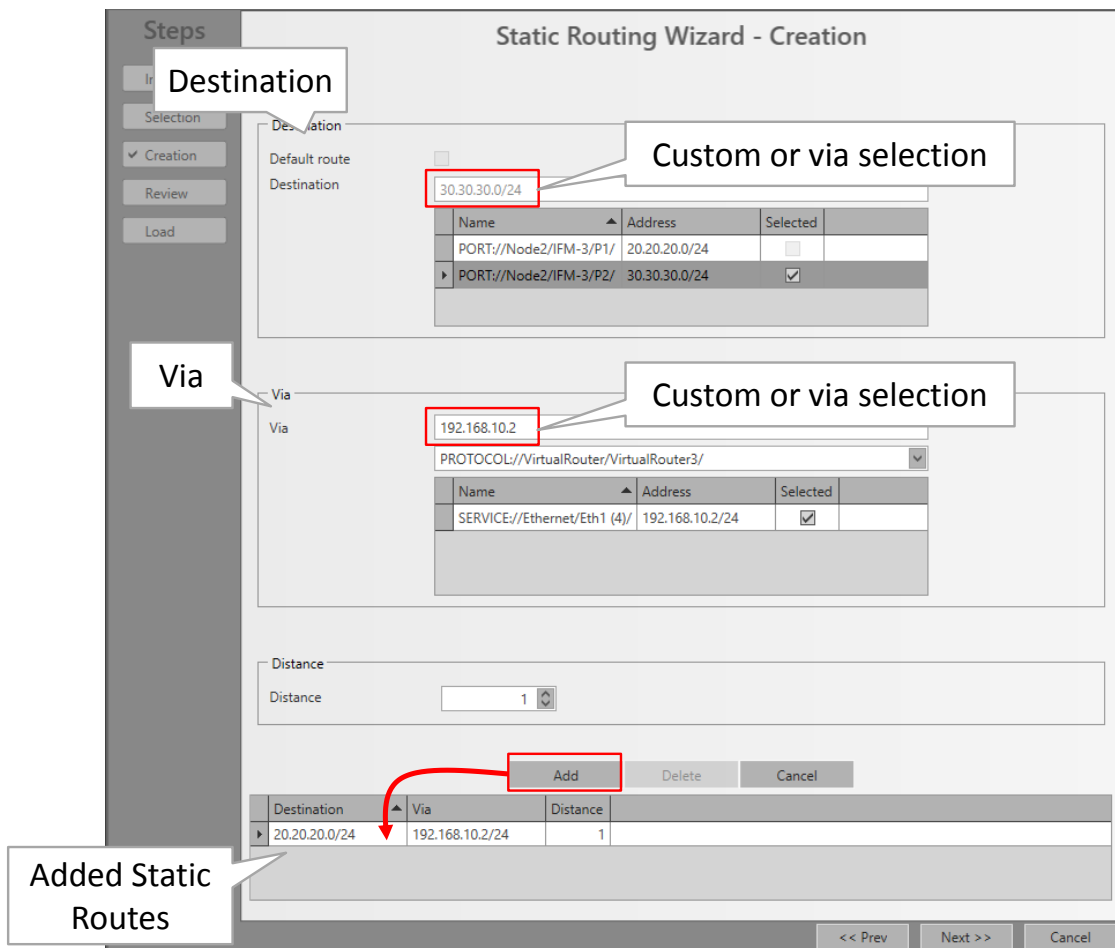 Steps
Static Routing Wizard - Creation
Destination
Selection
Destination
Custom or via selection
✔ Creation
Default route
Destination
30.30.30.0/24
Review
Name Address Selected
Load
PORT://Node2/IFM-3/P1/ 20.20.20.0/24
PORT://Node2/IFM-3/P2/ 30.30.30.0/24
Via
Via
Custom or via selection
Via
192.168.10.2
PROTOCOL://VirtualRouter/VirtualRouter3/
Name Address Selected
SERVICE://Ethernet/Eth1 (4)/ 192.168.10.2/24
Distance
Distance
1
Add Delete Cancel
Destination Via Distance
20.20.20.0/24 192.168.10.2/24 1
Added Static
Routes
<< Prev Next >> Cancel